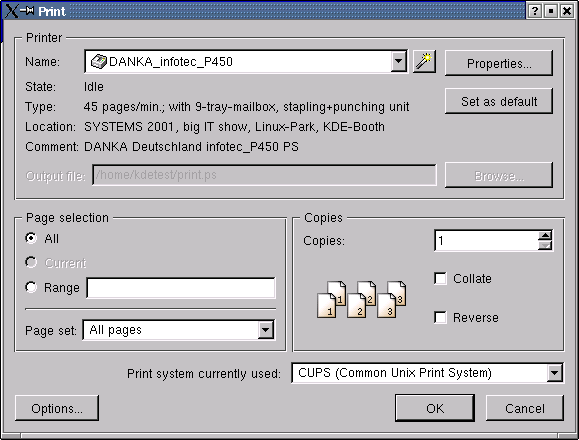 Print
Printer
Name: DANKA_infotec_P450
Properties...
State: Idle
Type: 45 pages/min.; with 9-tray-mailbox, stapling+punching unit
Set as default
Location: SYSTEMS 2001, big IT show, Linux-Park, KDE-Booth
Comment: DANKA Deutschland infotec_P450 PS
Output file: /home/kdetest/print.ps
Browse...
Page selection
All
Current
Range
Page set: All pages
Copies
Copies: 1
1 1 2 2 3 3
Collate
Reverse
Print system currently used: CUPS (Common Unix Print System)
Options...
OK
Cancel